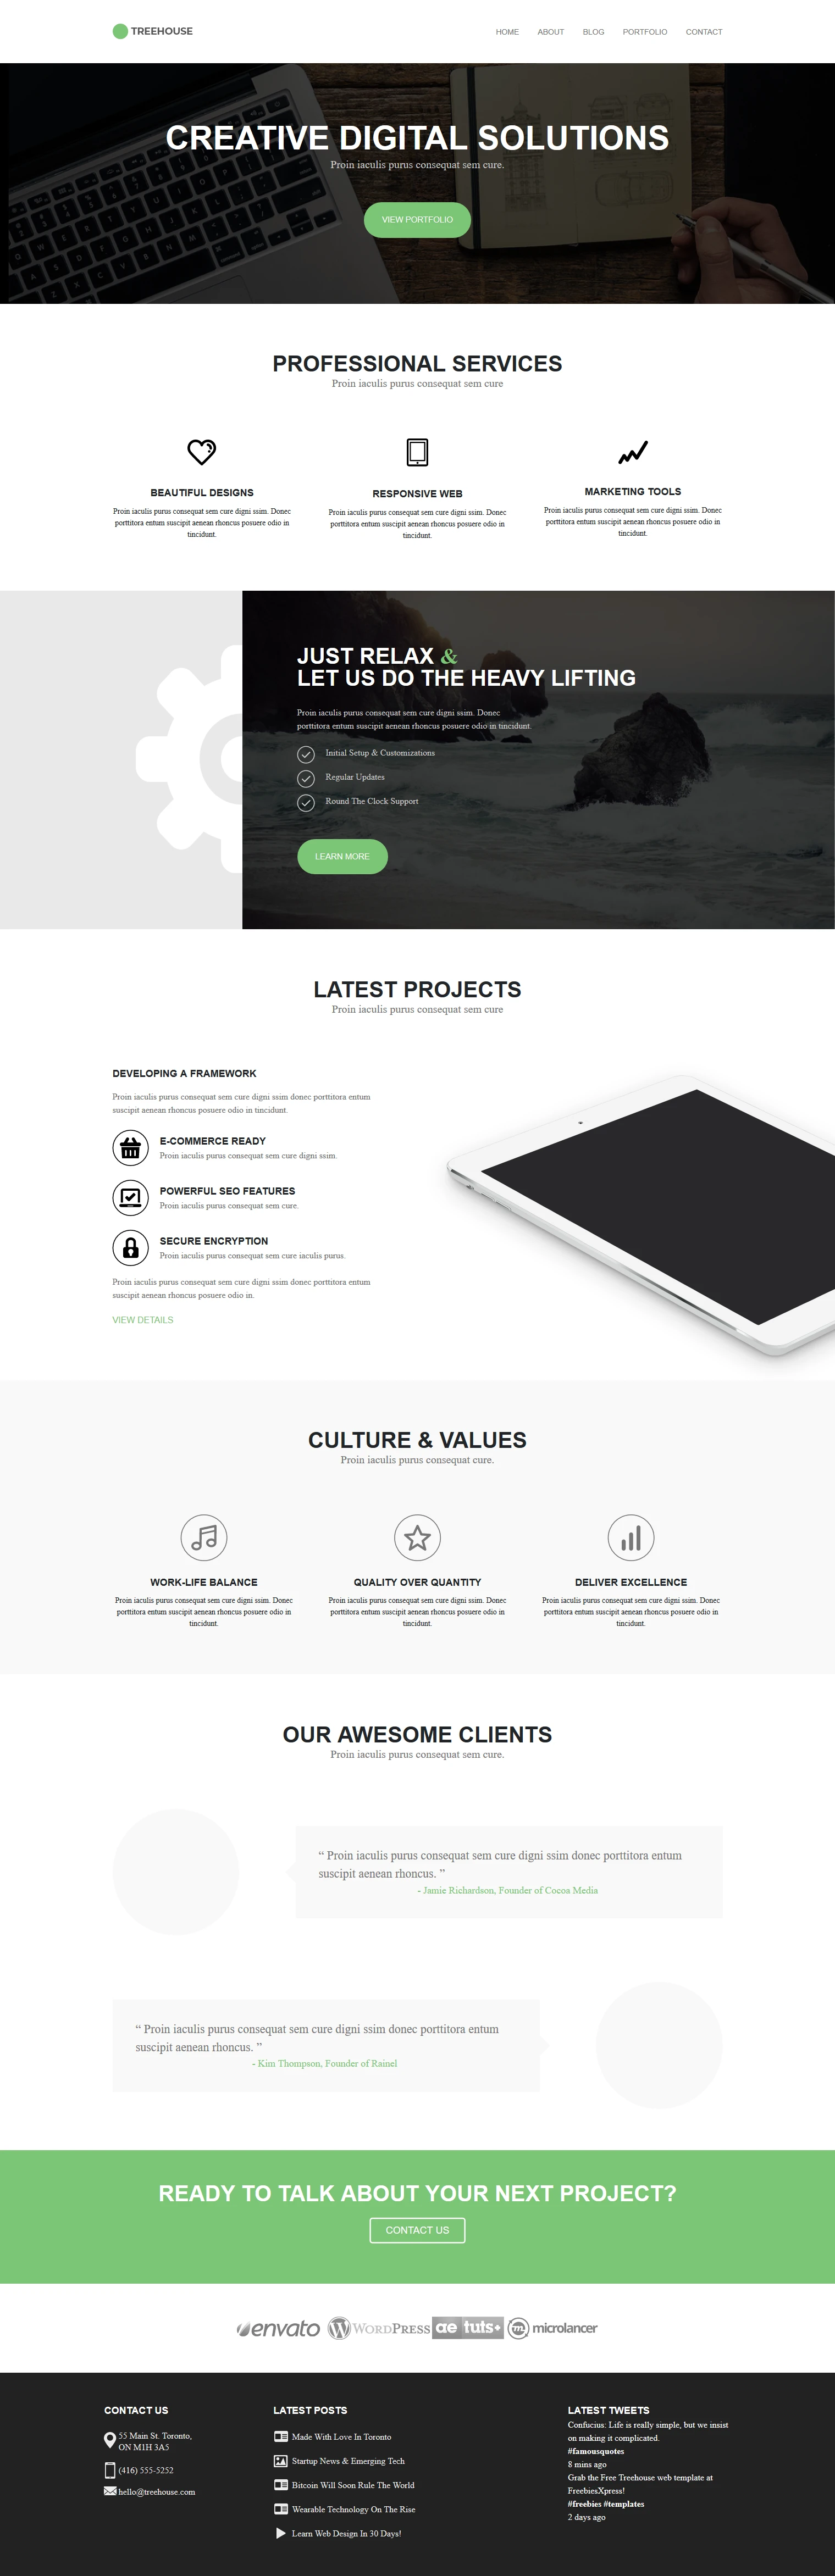 TREEHOUSE
HOME ABOUT BLOG PORTFOLIO CONTACT
CREATIVE DIGITAL SOLUTIONS
Proin iaculis purus consequat sem cure.
VIEW PORTFOLIO
PROFESSIONAL SERVICES
Proin iaculis purus consequat sem cure
BEAUTIFUL DESIGNS
Proin iaculis purus consequat sem cure digni ssim. Donec
porttitora entum suscipit aenean rhoncus posuere odio in
tincidunt.
RESPONSIVE WEB
Proin iaculis purus consequat sem cure digni ssim. Donec
porttitora entum suscipit aenean rhoncus posuere odio in
tincidunt.
MARKETING TOOLS
Proin iaculis purus consequat sem cure digni ssim. Donec
porttitora entum suscipit aenean rhoncus posuere odio in
tincidunt.
JUST RELAX &
LET US DO THE HEAVY LIFTING
Proin iaculis purus consequat sem cure digni ssim. Donec
porttitora entum suscipit aenean rhoncus posuere odio in tincidunt.
Initial Setup & Customizations
Regular Updates
Round The Clock Support
LEARN MORE
LATEST PROJECTS
Proin iaculis purus consequat sem cure
DEVELOPING A FRAMEWORK
Proin iaculis purus consequat sem cure digni ssim donec porttitora entum
suscipit aenean rhoncus posuere odio in tincidunt.
E-COMMERCE READY
Proin iaculis purus consequat sem cure digni ssim.
POWERFUL SEO FEATURES
Proin iaculis purus consequat sem cure.
SECURE ENCRYPTION
Proin iaculis purus consequat sem cure iaculis purus.
Proin iaculis purus consequat sem cure digni ssim donec porttitora entum
suscipit aenean rhoncus posuere odio in.
VIEW DETAILS
CULTURE & VALUES
Proin iaculis purus consequat cure.
WORK-LIFE BALANCE
Proin iaculis purus consequat sem cure digni ssim. Donec
porttitora entum suscipit aenean rhoncus posuere odio in
tincidunt.
QUALITY OVER QUANTITY
Proin iaculis purus consequat sem cure digni ssim. Donec
porttitora entum suscipit aenean rhoncus posuere odio in
tincidunt.
DELIVER EXCELLENCE
Proin iaculis purus consequat sem cure digni ssim. Donec
porttitora entum suscipit aenean rhoncus posuere odio in
tincidunt.
OUR AWESOME CLIENTS
Proin iaculis purus consequat sem cure.
“ Proin iaculis purus consequat sem cure digni ssim donec porttitora entum
suscipit aenean rhoncus. ”
- Jamie Richardson, Founder of Cocoa Media
“ Proin iaculis purus consequat sem cure digni ssim donec porttitora entum
suscipit aenean rhoncus. ”
- Kim Thompson, Founder of Rainel
READY TO TALK ABOUT YOUR NEXT PROJECT?
CONTACT US
envato WORDPRESS ae tuts+ m microlancer
CONTACT US
55 Main St. Toronto,
ON M1H 3A5
(416) 555-5252
hello@treehouse.com
LATEST POSTS
Made With Love In Toronto
Startup News & Emerging Tech
Bitcoin Will Soon Rule The World
Wearable Technology On The Rise
Learn Web Design In 30 Days!
LATEST TWEETS
Confucius: Life is really simple, but we insist
on making it complicated.
#famousquotes
8 mins ago
Grab the Free Treehouse web template at
FreebiesXpress!
#freebies #templates
2 days ago